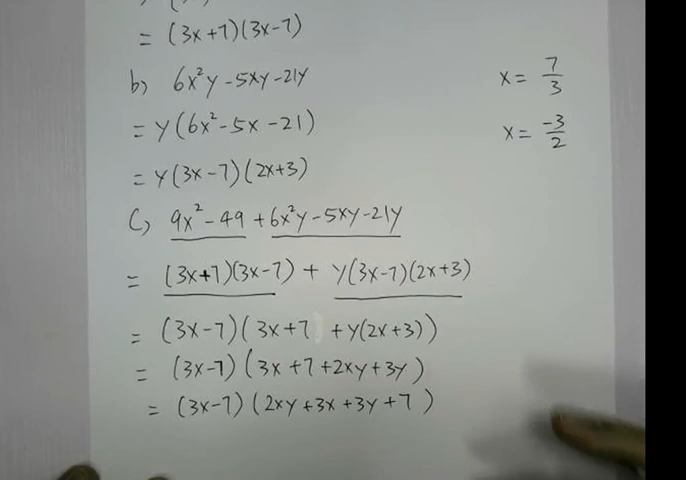 = (3x+7)(3x-7)
b) 6x²y - 5xy - 21y
= y(6x² - 5x - 21)
= y(3x-7)(2x+3)
x = 7/3
x = -3/2
c) 9x² - 49 + 6x²y - 5xy - 21y
= (3x+7)(3x-7) + y(3x-7)(2x+3)
= (3x-7)(3x+7 + y(2x+3))
= (3x-7)(3x+7+2xy+3y)
= (3x-7)(2xy+3x+3y+7)